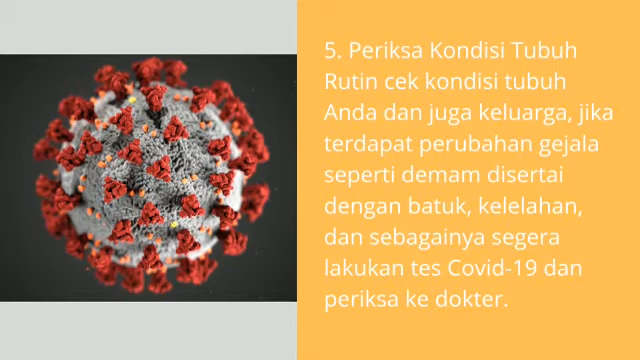 5. Periksa Kondisi Tubuh
Rutin cek kondisi tubuh
Anda dan juga keluarga, jika
terdapat perubahan gejala
seperti demam disertai
dengan batuk, kelelahan,
dan sebagainya segera
lakukan tes Covid-19 dan
periksa ke dokter.